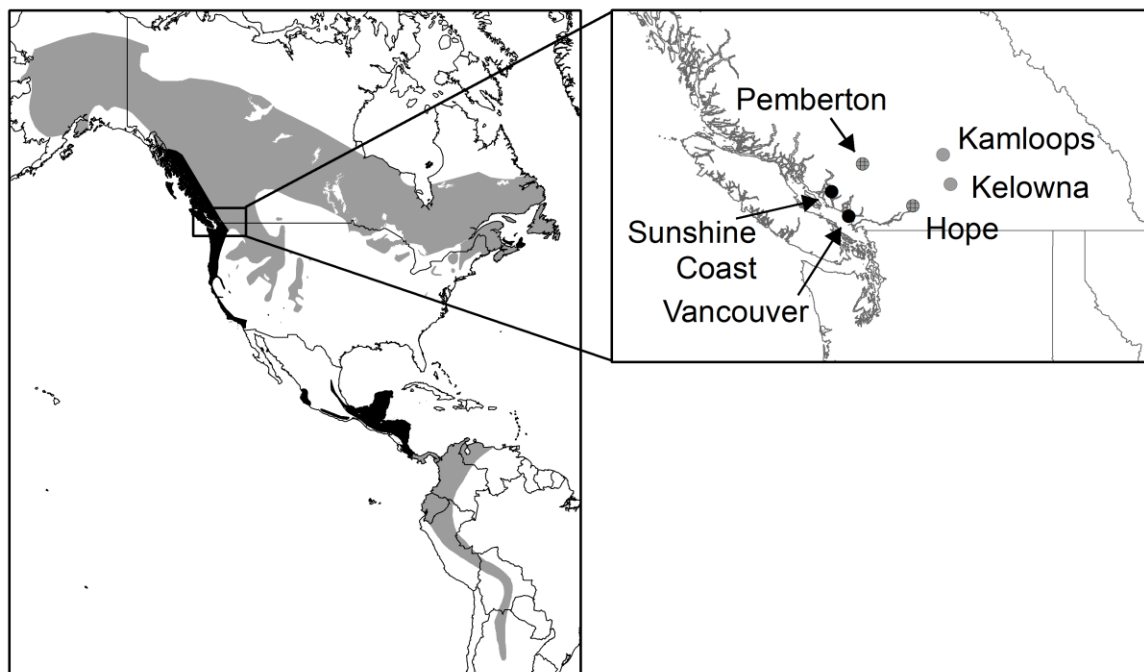 Pemberton
Kamloops
Kelowna
Hope
Sunshine
Coast
Vancouver